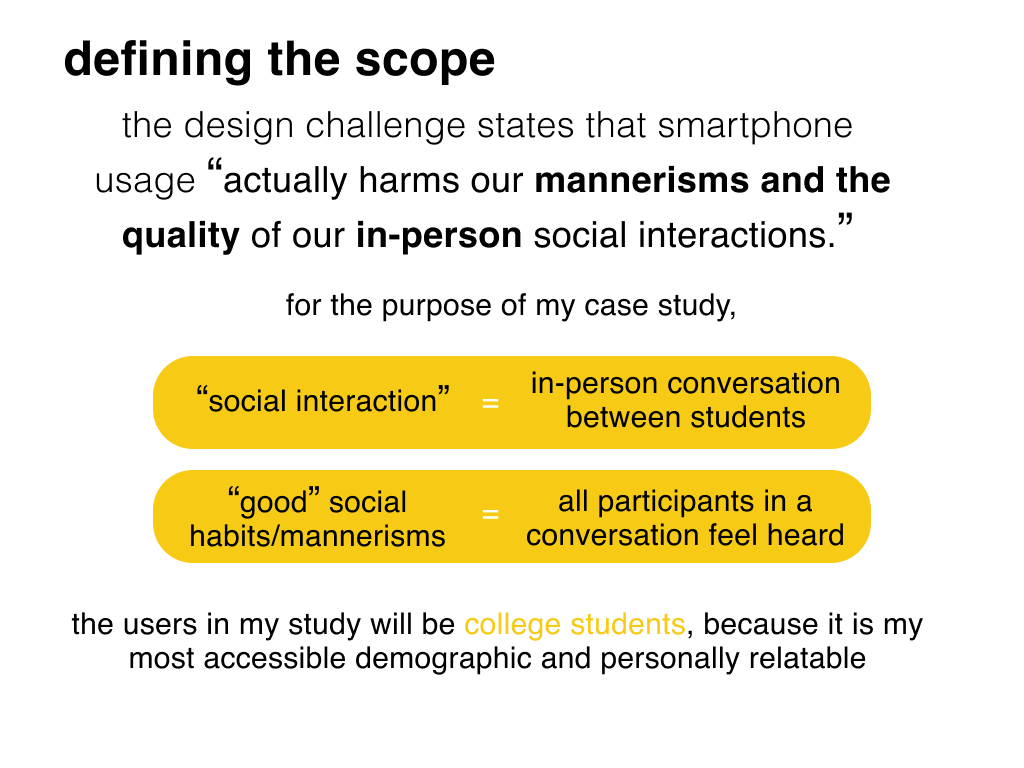 defining the scope
the design challenge states that smartphone
usage “actually harms our mannerisms and the
quality of our in-person social interactions.”
for the purpose of my case study,
“social interaction” = in-person conversation
between students
“good” social = all participants in a
habits/mannerisms conversation feel heard
the users in my study will be college students, because it is my
most accessible demographic and personally relatable